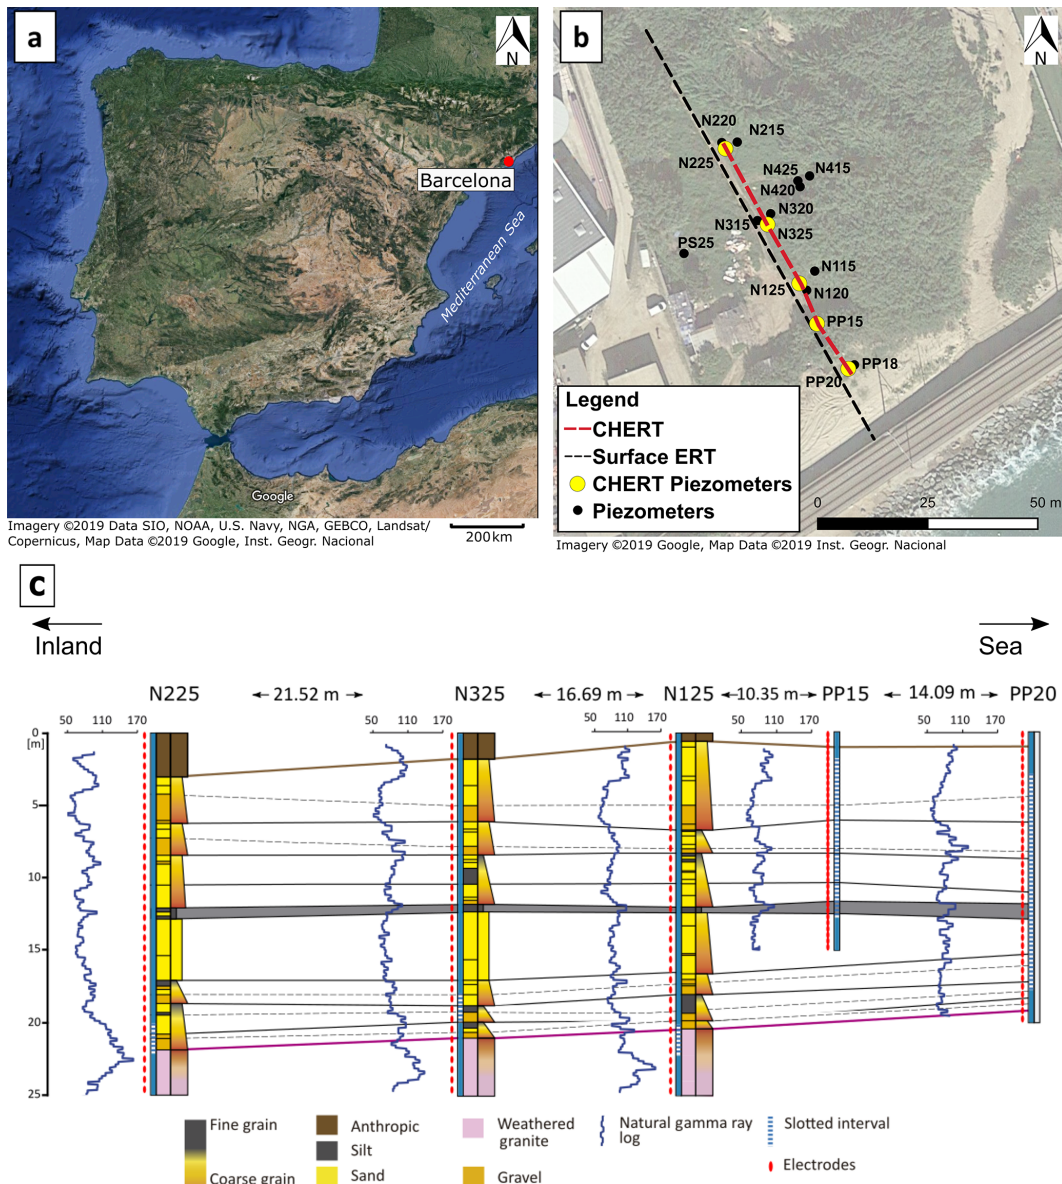 a
N
Barcelona
Mediterranean Sea
Google
Imagery ©2019 Data SIO, NOAA, U.S. Navy, NGA, GEBCO, Landsat/
Copernicus, Map Data ©2019 Google, Inst. Geogr. Nacional
200km
b
N
N220
N215
N225
N425
N415
N420
N320
N315
N325
PS25
N115
N125
N120
PP15
PP18
PP20
Legend
CHERT
Surface ERT
CHERT Piezometers
Piezometers
0 25 50 m
Imagery ©2019 Google, Map Data ©2019 Inst. Geogr. Nacional
c
Inland
Sea
N225 21.52 m N325 16.69 m N125 10.35 m PP15 14.09 m PP20
50 110 170 50 110 170 50 110 170 50 110 170 50 110 170
0
[m]
5
10
15
20
25
Fine grain
Coarse grain
Anthropic
Silt
Sand
Weathered
granite
Gravel
Natural gamma ray
log
Slotted interval
Electrodes